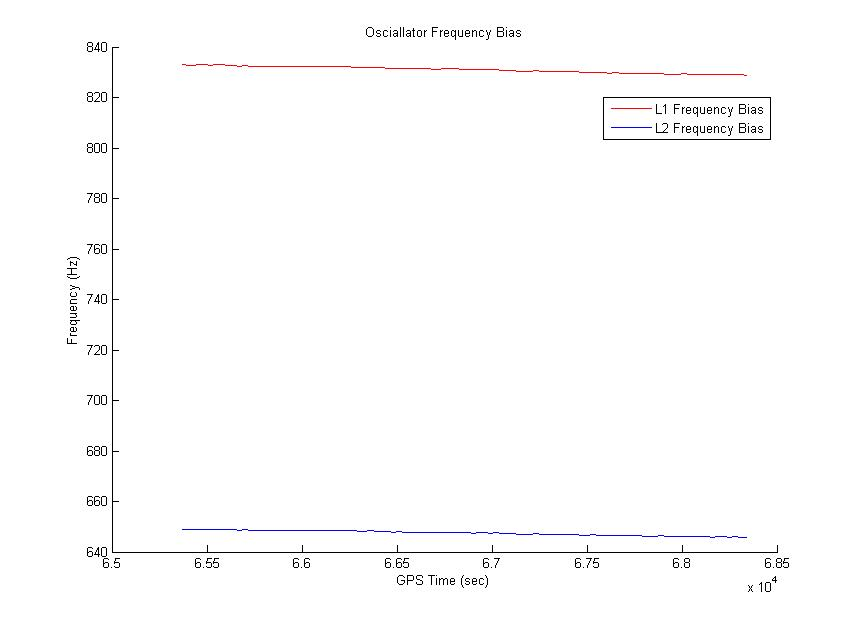 Osciallator Frequency Bias
840
820
800
780
760
740
720
700
680
660
640
Frequency (Hz)
L1 Frequency Bias
L2 Frequency Bias
6.5 6.55 6.6 6.65 6.7 6.75 6.8 6.85
GPS Time (sec)
x 10^4